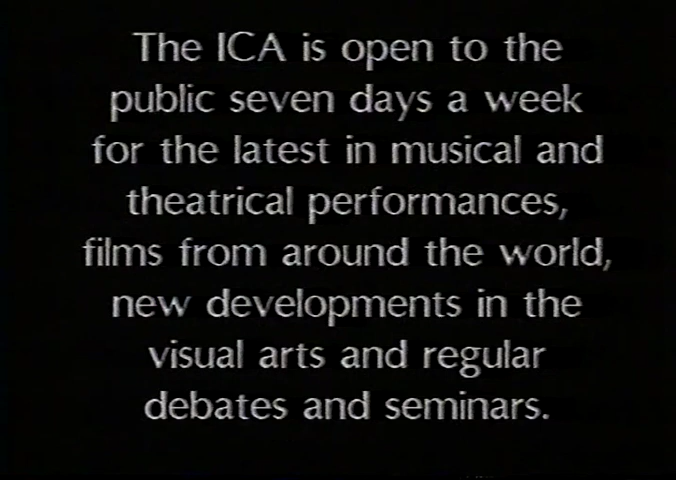 The ICA is open to the
public seven days a week
for the latest in musical and
theatrical performances,
films from around the world,
new developments in the
visual arts and regular
debates and seminars.